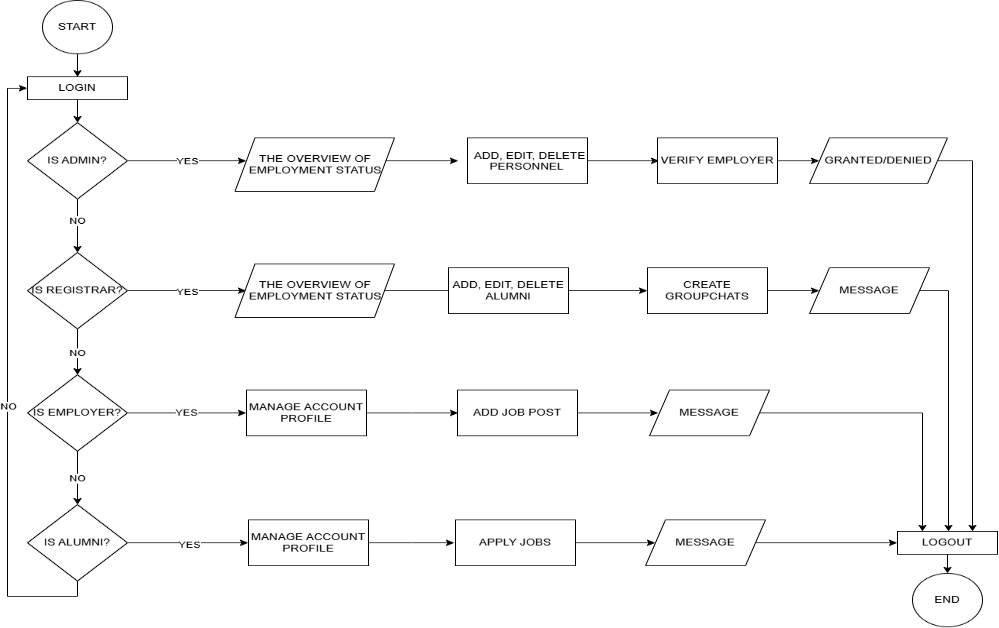 START
LOGIN
IS ADMIN?
YES
THE OVERVIEW OF
EMPLOYMENT STATUS
ADD, EDIT, DELETE
PERSONNEL
VERIFY EMPLOYER
GRANTED/DENIED
NO
IS REGISTRAR?
YES
THE OVERVIEW OF
EMPLOYMENT STATUS
ADD, EDIT, DELETE
ALUMNI
CREATE
GROUPCHATS
MESSAGE
NO
NO
IS EMPLOYER?
YES
MANAGE ACCOUNT
PROFILE
ADD JOB POST
MESSAGE
NO
IS ALUMNI?
YES
MANAGE ACCOUNT
PROFILE
APPLY JOBS
MESSAGE
LOGOUT
END